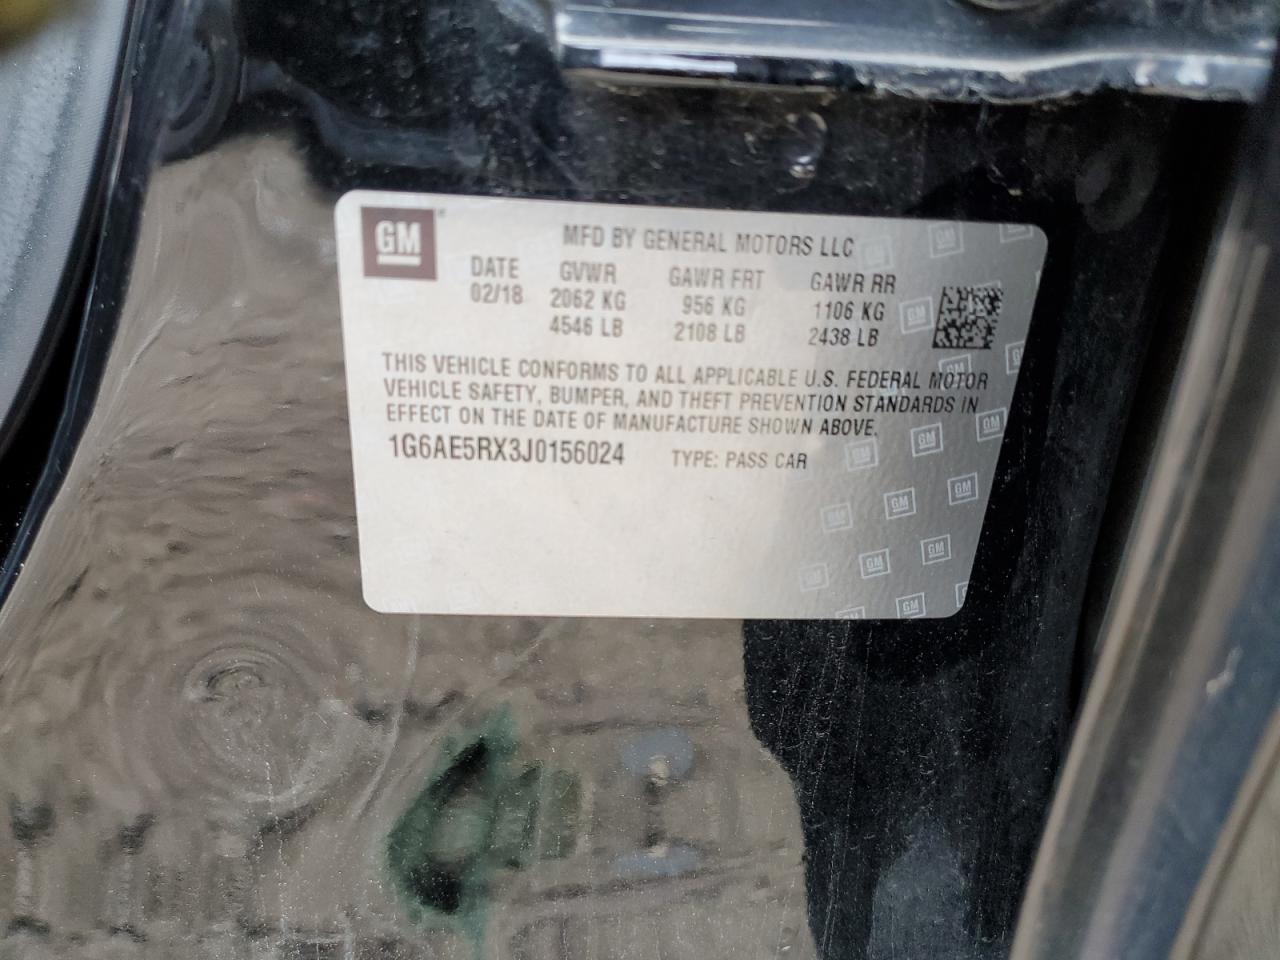 GM
MFD BY GENERAL MOTORS LLC
DATE GVWR GAWR FRT GAWR RR
02/18 2062 KG 956 KG 1106 KG
4546 LB 2108 LB 2438 LB
THIS VEHICLE CONFORMS TO ALL APPLICABLE U.S. FEDERAL MOTOR
VEHICLE SAFETY, BUMPER, AND THEFT PREVENTION STANDARDS IN
EFFECT ON THE DATE OF MANUFACTURE SHOWN ABOVE.
1G6AE5RX3J0156024 TYPE: PASS CAR